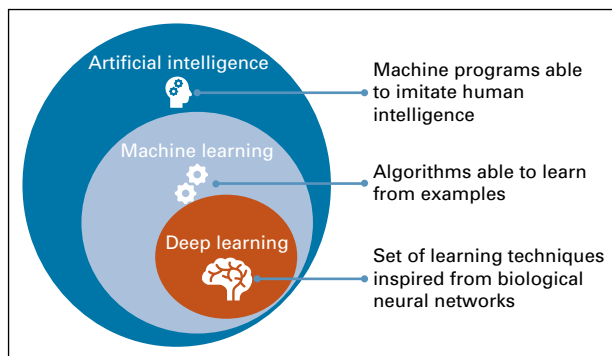 Artificial intelligence
Machine programs able
to imitate human
intelligence
Machine learning
Algorithms able to learn
from examples
Deep learning
Set of learning techniques
inspired from biological
neural networks